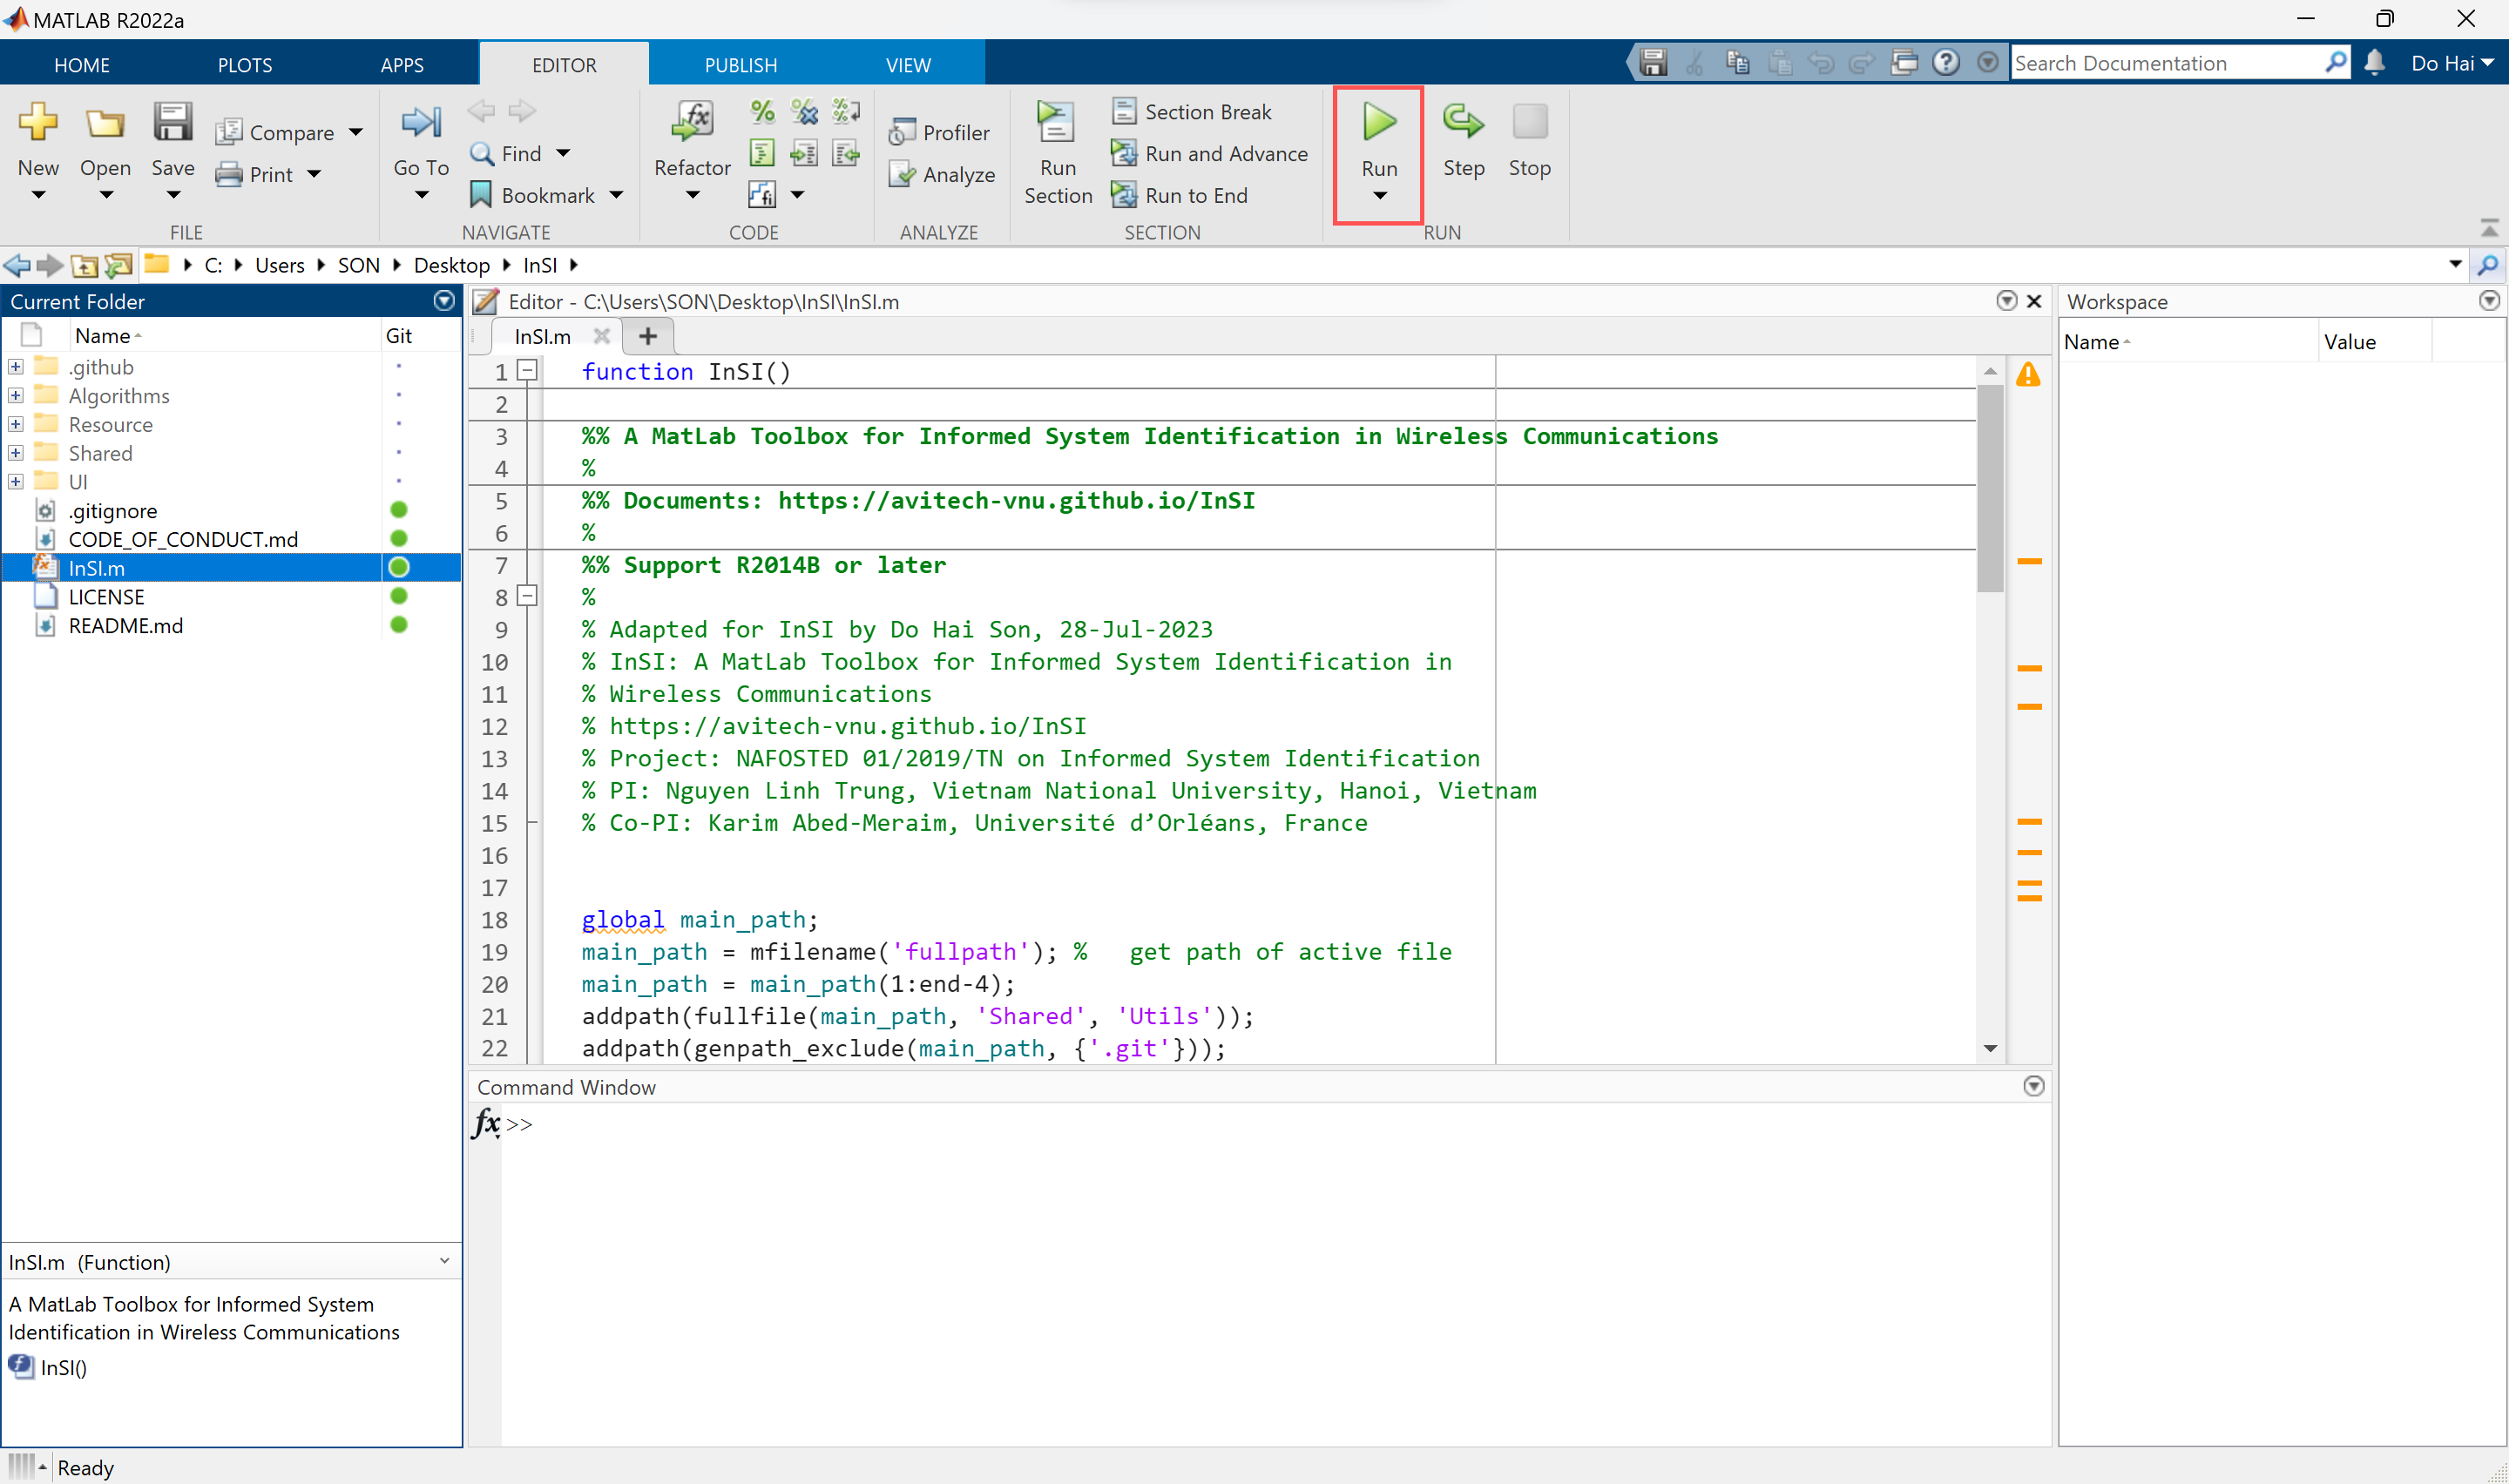 MATLAB R2022a
HOME PLOTS APPS EDITOR PUBLISH VIEW Search Documentation Do Hai
New Open Save Compare Print
FILE
Go To Find Bookmark
NAVIGATE
Refactor
CODE
Profiler
Analyze
ANALYZE
Run Section
Section Break
Run and Advance
Run to End
SECTION
Run Step Stop
RUN
C: Users SON Desktop InSI
Current Folder
Name Git
.github
Algorithms
Resource
Shared
UI
.gitignore
CODE_OF_CONDUCT.md
InSI.m
LICENSE
README.md
InSI.m (Function)
A MatLab Toolbox for Informed System
Identification in Wireless Communications
InSI()
Editor - C:\Users\SON\Desktop\InSI\InSI.m
InSI.m
1 function InSI()
2
3 %% A MatLab Toolbox for Informed System Identification in Wireless Communications
4 %
5 %% Documents: https://avitech-vnu.github.io/InSI
6 %
7 %% Support R2014B or later
8 %
9 % Adapted for InSI by Do Hai Son, 28-Jul-2023
10 % InSI: A MatLab Toolbox for Informed System Identification in
11 % Wireless Communications
12 % https://avitech-vnu.github.io/InSI
13 % Project: NAFOSTED 01/2019/TN on Informed System Identification
14 % PI: Nguyen Linh Trung, Vietnam National University, Hanoi, Vietnam
15 % Co-PI: Karim Abed-Meraim, Université d’Orléans, France
16
17
18 global main_path;
19 main_path = mfilename('fullpath'); %   get path of active file
20 main_path = main_path(1:end-4);
21 addpath(fullfile(main_path, 'Shared', 'Utils'));
22 addpath(genpath_exclude(main_path, {'.git'}));
Command Window
fx >>
Workspace
Name Value
Ready